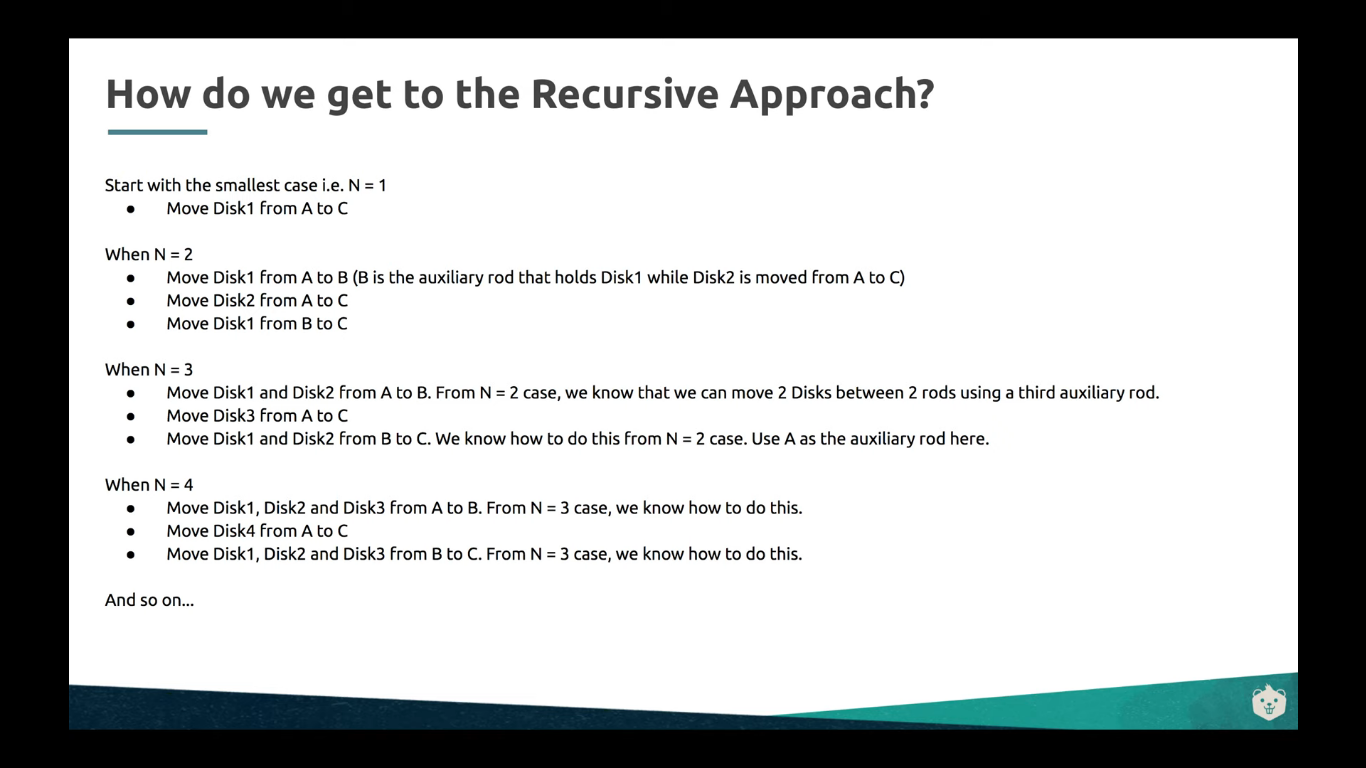 How do we get to the Recursive Approach?
Start with the smallest case i.e. N = 1
● Move Disk1 from A to C
When N = 2
● Move Disk1 from A to B (B is the auxiliary rod that holds Disk1 while Disk2 is moved from A to C)
● Move Disk2 from A to C
● Move Disk1 from B to C
When N = 3
● Move Disk1 and Disk2 from A to B. From N = 2 case, we know that we can move 2 Disks between 2 rods using a third auxiliary rod.
● Move Disk3 from A to C
● Move Disk1 and Disk2 from B to C. We know how to do this from N = 2 case. Use A as the auxiliary rod here.
When N = 4
● Move Disk1, Disk2 and Disk3 from A to B. From N = 3 case, we know how to do this.
● Move Disk4 from A to C
● Move Disk1, Disk2 and Disk3 from B to C. From N = 3 case, we know how to do this.
And so on...